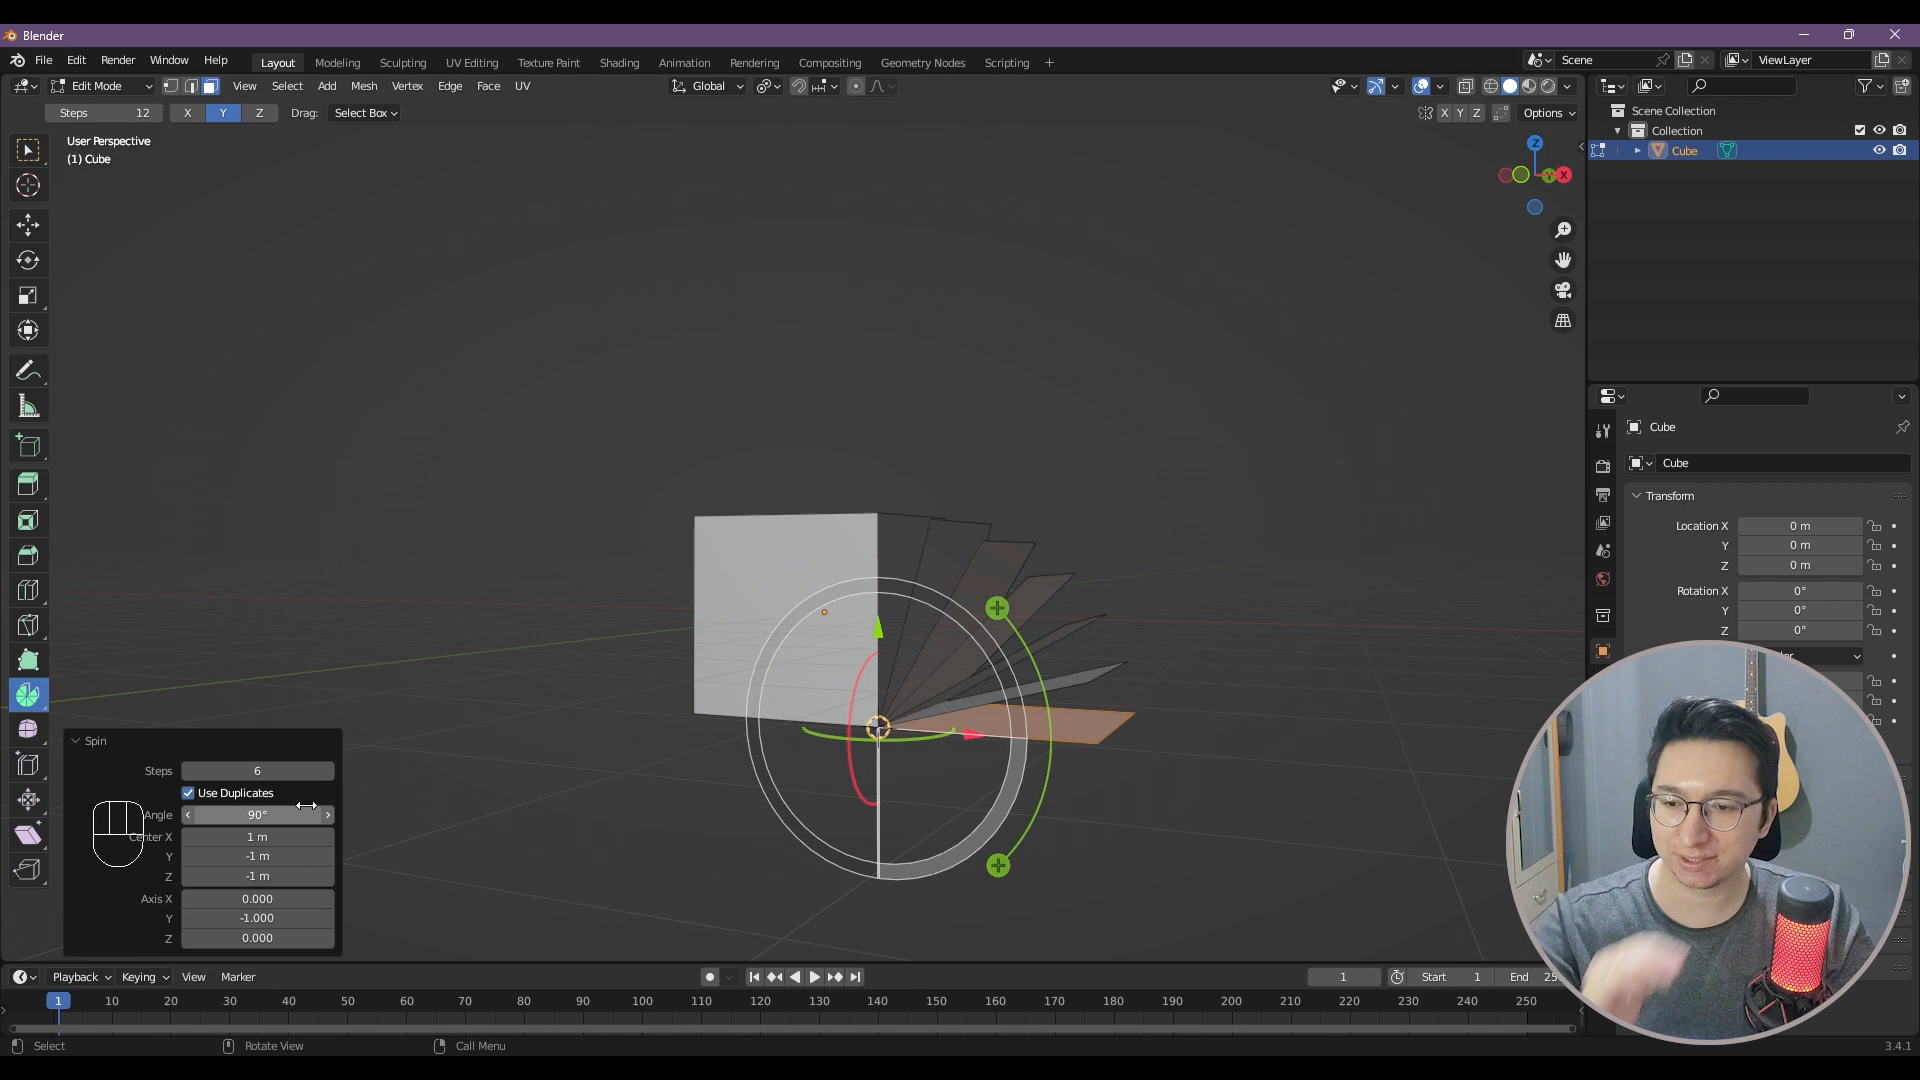 Blender
File Edit Render Window Help Layout Modeling Sculpting UV Editing Texture Paint Shading Animation Rendering Compositing Geometry Nodes Scripting + Scene ViewLayer
Edit Mode View Select Add Mesh Vertex Edge Face UV Global
Steps 12 X Y Z Drag: Select Box X Y Z Options
User Perspective
(1) Cube
Z
Y X
Scene Collection
Collection
Cube
Cube
Cube
Transform
Location X 0 m
Y 0 m
Z 0 m
Rotation X 0°
Y 0°
Z 0°
Spin
Steps 6
Use Duplicates
Angle 90°
Center X 1 m
Y -1 m
Z -1 m
Axis X 0.000
Y -1.000
Z 0.000
Playback Keying View Marker 1 Start 1 End
1 10 20 30 40 50 60 70 80 90 100 110 120 130 140 150 160 170 180 190 200 210 220 230 240 250
Select Rotate View Call Menu 3.4.1